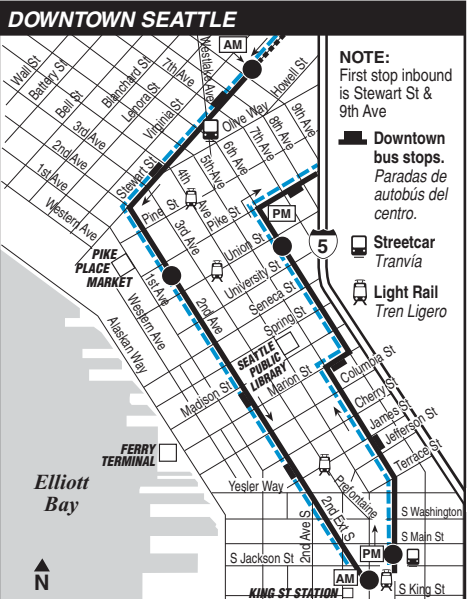 DOWNTOWN SEATTLE
AM
NOTE:
First stop inbound
is Stewart St &
9th Ave
Downtown
bus stops.
Paradas de
autobús del
centro.
Streetcar
Tranvía
Light Rail
Tren Ligero
5
Wall St
Battery St
Bell St
Blanchard St
Lenora St
Virginia St
7th Ave
Westlake Ave
Howell St
Olive Way
9th Ave
8th Ave
7th Ave
6th Ave
5th Ave
4th Ave
3rd Ave
2nd Ave
1st Ave
Western Ave
Stewart St
Pine St
Pike St
PM
3rd Ave
Union St
PIKE
PLACE
MARKET
1st Ave
2nd Ave
University St
Seneca St
Spring St
Western Ave
Alaskan Way
SEATTLE
PUBLIC
LIBRARY
Marion St
Madison St
Columbia St
Cherry St
James St
Jefferson St
Terrace St
FERRY
TERMINAL
Elliott
Bay
Yesler Way
Prefontaine
2nd Ext S
2nd Ave S
S Washington
S Main St
S Jackson St
PM
AM
KING ST STATION
S King St
N